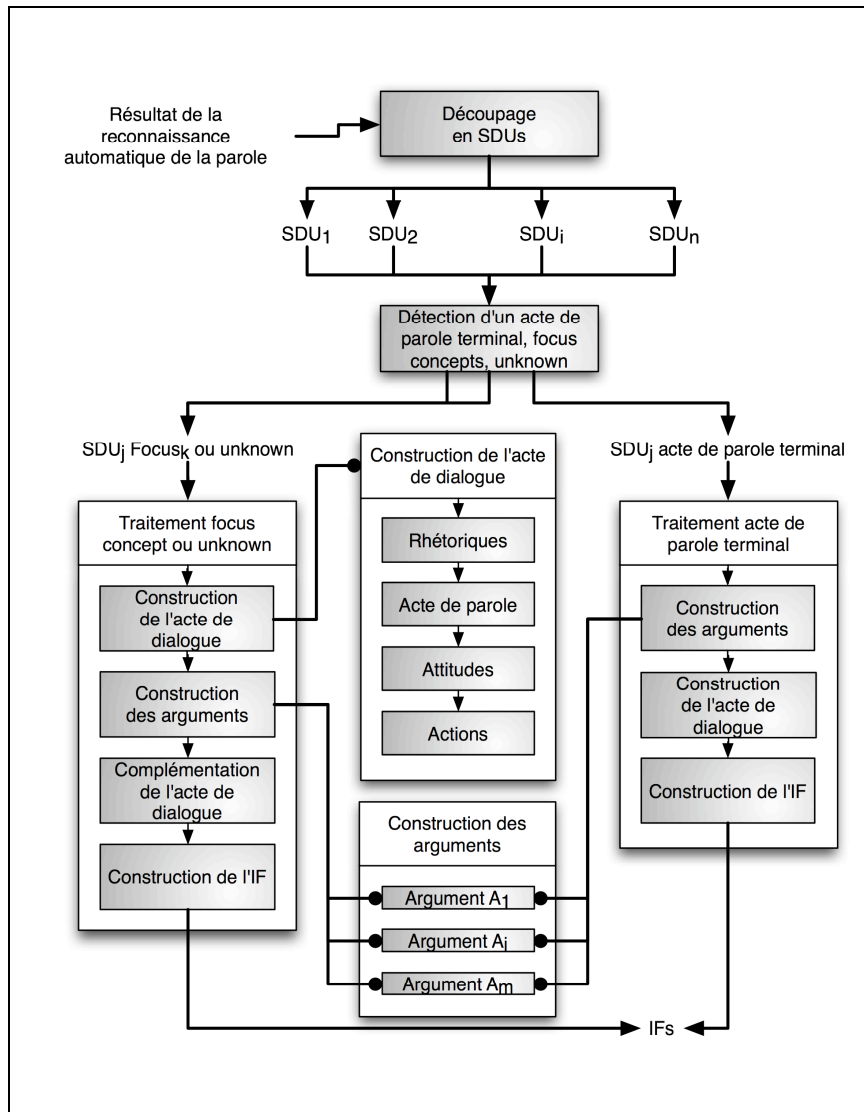 Résultat de la
reconnaissance
automatique de la parole
Découpage
en SDUs
SDU1
SDU2
SDUi
SDUn
Détection d'un acte de
parole terminal, focus
concepts, unknown
SDUj Focusk ou unknown
SDUj acte de parole terminal
Traitement focus
concept ou unknown
Construction
de l'acte de
dialogue
Construction
des arguments
Complémentation
de l'acte de
dialogue
Construction de l'IF
Construction de l'acte
de dialogue
Rhétoriques
Acte de parole
Attitudes
Actions
Construction des
arguments
Argument A1
Argument Ai
Argument Am
Traitement acte de
parole terminal
Construction
des arguments
Construction
de l'acte de
dialogue
Construction de l'IF
IFs